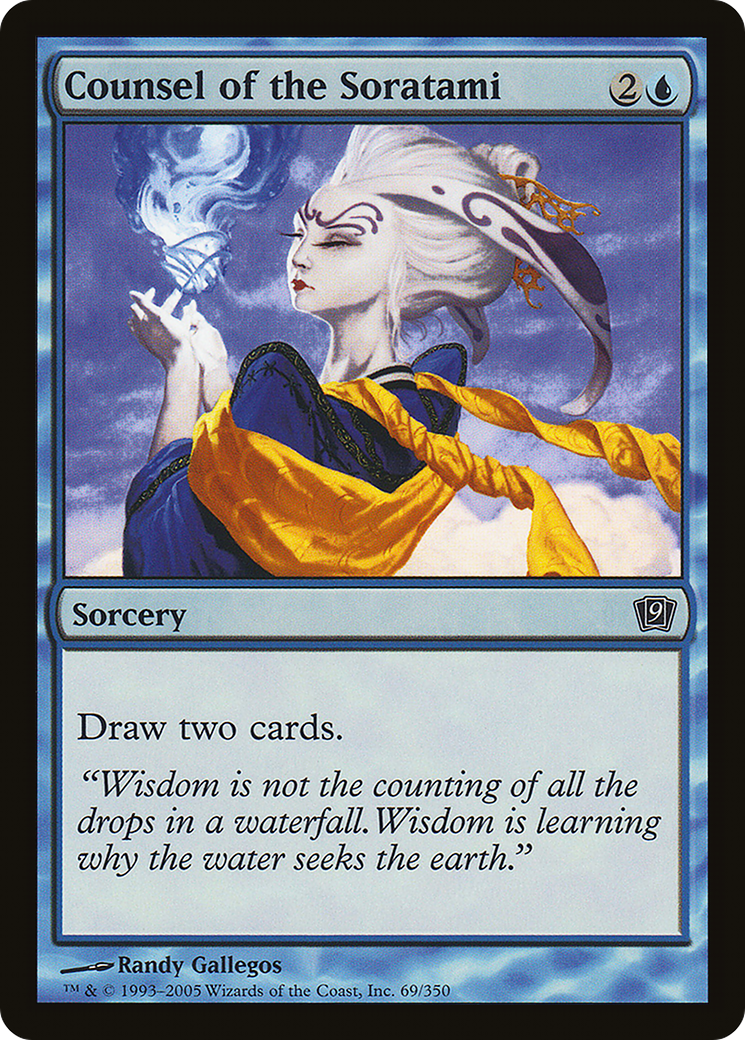 Counsel of the Soratami 2
Sorcery 9
Draw two cards.
“Wisdom is not the counting of all the
drops in a waterfall. Wisdom is learning
why the water seeks the earth.”
Randy Gallegos
™ & © 1993–2005 Wizards of the Coast, Inc. 69/350